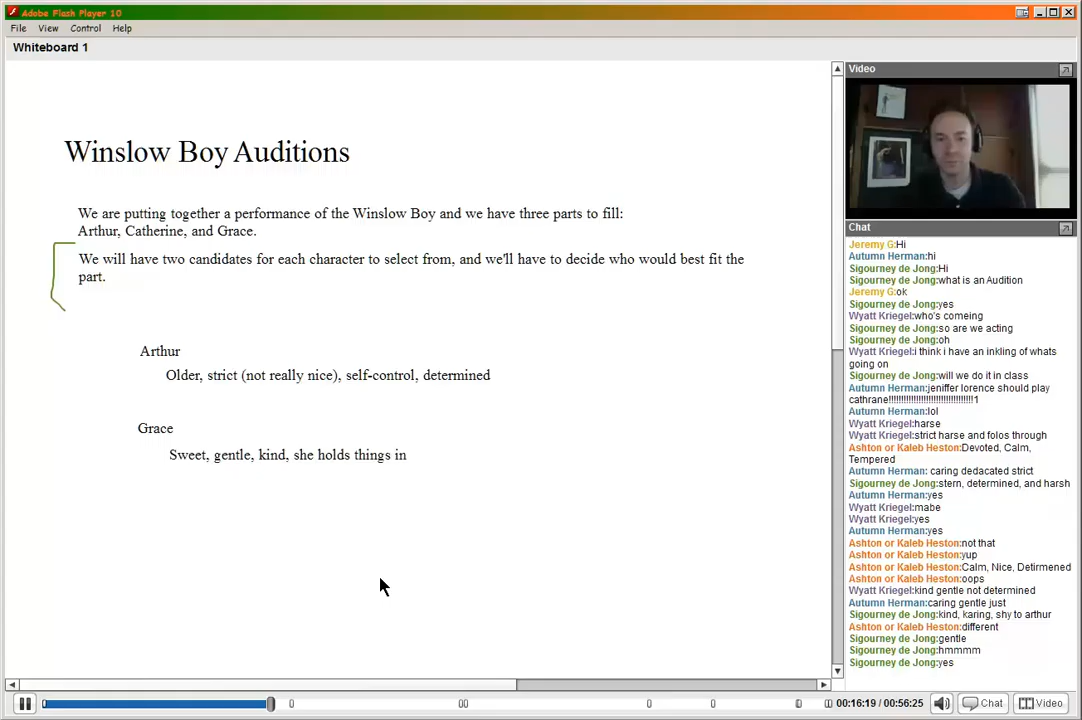 Adobe Flash Player 10
File View Control Help
Whiteboard 1
Winslow Boy Auditions
We are putting together a performance of the Winslow Boy and we have three parts to fill:
Arthur, Catherine, and Grace.
We will have two candidates for each character to select from, and we'll have to decide who would best fit the
part.
Arthur
Older, strict (not really nice), self-control, determined
Grace
Sweet, gentle, kind, she holds things in
Video
Chat
Jeremy G:Hi
Autumn Herman:hi
Sigourney de Jong:Hi
Sigourney de Jong:what is an Audition
Jeremy G:ok
Sigourney de Jong:yes
Wyatt Kriegel:who's comeing
Sigourney de Jong:so are we acting
Sigourney de Jong:oh
Wyatt Kriegel:i think i have an inkling of whats
going on
Sigourney de Jong:will we do it in class
Autumn Herman:jeniffer lorence should play
cathrane!!!!!!!!!!!!!!!!!!!!!!!!!!!!!!!!!!1
Autumn Herman:lol
Wyatt Kriegel:harse
Wyatt Kriegel:strict harse and folos through
Ashton or Kaleb Heston:Devoted, Calm,
Tempered
Autumn Herman: caring dedacated strict
Sigourney de Jong:stern, determined, and harsh
Autumn Herman:yes
Wyatt Kriegel:mabe
Wyatt Kriegel:yes
Autumn Herman:yes
Ashton or Kaleb Heston:not that
Ashton or Kaleb Heston:yup
Ashton or Kaleb Heston:Calm, Nice, Detirmened
Ashton or Kaleb Heston:oops
Wyatt Kriegel:kind gentle not determined
Autumn Herman:caring gentle just
Sigourney de Jong:kind, karing, shy to arthur
Ashton or Kaleb Heston:different
Sigourney de Jong:gentle
Sigourney de Jong:hmmmm
Sigourney de Jong:yes
00:16:19 / 00:56:25 Chat Video